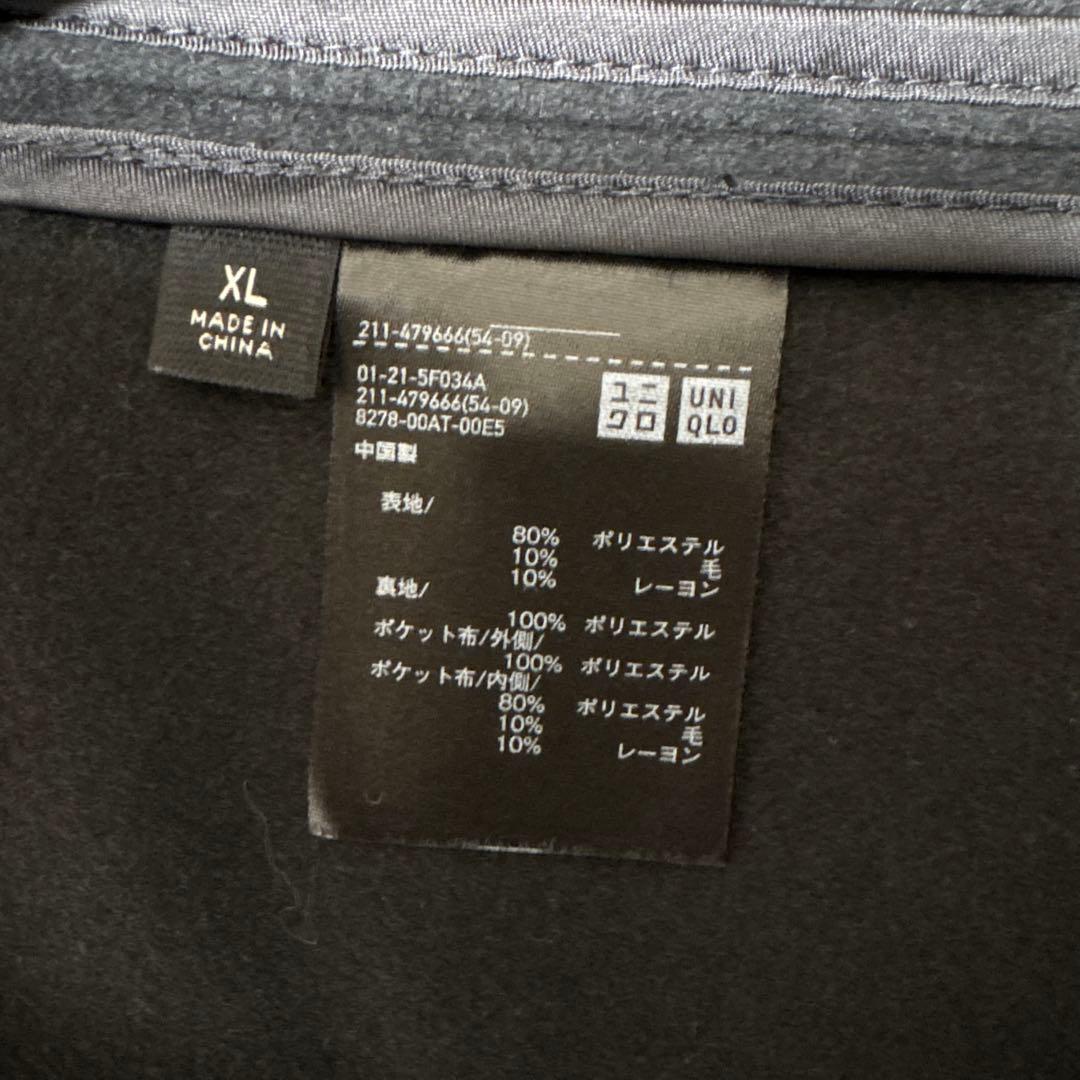 XL
MADE IN
CHINA
211-479666(54-09)
01-21-5F034A
211-479666(54-09)
8278-00AT-00E5
ユニ
クロ
UNI
QLO
中国製
表地/
80% ポリエステル
10% 毛
10% レーヨン
裏地/
100% ポリエステル
ポケット布/外側/
100% ポリエステル
ポケット布/内側/
80% ポリエステル
10% 毛
10% レーヨン